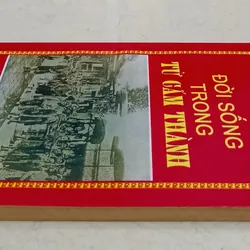 ĐỜI SỐNG
TRONG
TỬ CẤM THÀNH